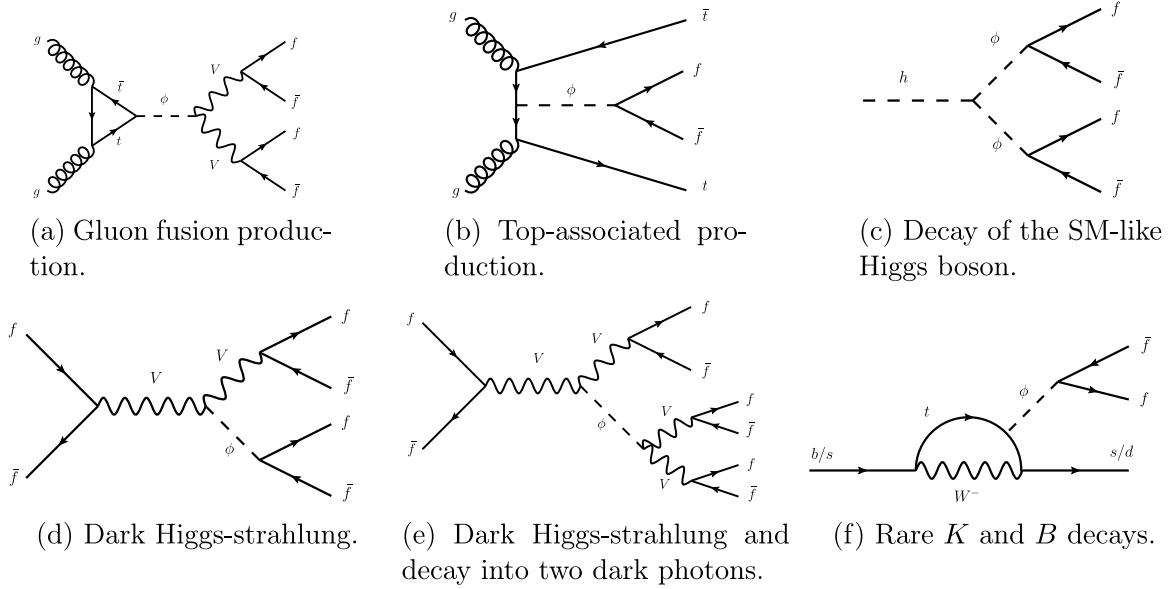 g
g
t̄
t
ϕ
V
V
f
f̄
f
f̄
(a) Gluon fusion produc-
tion.
g
g
t̄
ϕ
f
f̄
t
(b) Top-associated pro-
duction.
h
ϕ
ϕ
f
f̄
f
f̄
(c) Decay of the SM-like
Higgs boson.
f
f̄
V
V
ϕ
f
f̄
f
f̄
(d) Dark Higgs-strahlung.
f
f̄
V
V
ϕ
V
V
f
f̄
f
f̄
f
f̄
(e) Dark Higgs-strahlung and
decay into two dark photons.
b/s
t
W⁻
ϕ
f̄
f
s/d
(f) Rare K and B decays.